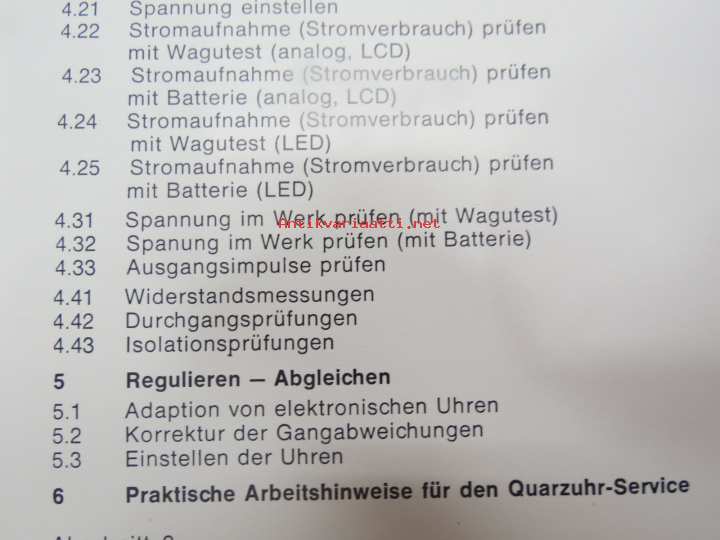 4.21 Spannung einstellen
4.22 Stromaufnahme (Stromverbrauch) prüfen
mit Wagutest (analog, LCD)
4.23 Stromaufnahme (Stromverbrauch) prüfen
mit Batterie (analog, LCD)
4.24 Stromaufnahme (Stromverbrauch) prüfen
mit Wagutest (LED)
4.25 Stromaufnahme (Stromverbrauch) prüfen
mit Batterie (LED)
4.31 Spannung im Werk prüfen (mit Wagutest)
Antikvariaatti.net
4.32 Spanung im Werk prüfen (mit Batterie)
4.33 Ausgangsimpulse prüfen
4.41 Widerstandsmessungen
4.42 Durchgangsprüfungen
4.43 Isolationsprüfungen
5 Regulieren – Abgleichen
5.1 Adaption von elektronischen Uhren
5.2 Korrektur der Gangabweichungen
5.3 Einstellen der Uhren
6 Praktische Arbeitshinweise für den Quarzuhr-Service